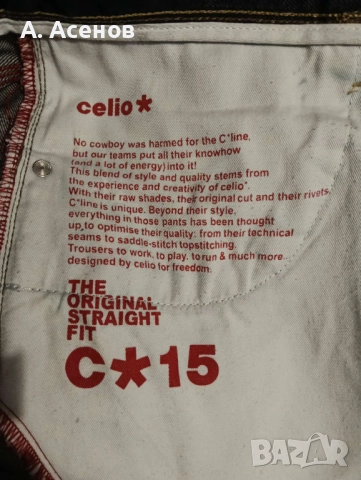 А. Асенов
celio*
No cowboy was harmed for the C*line,
but our teams put all their knowhow
(and a lot of energy) into it!
This blend of style and quality stems from
the experience and creativity of celio*.
With their raw shades, their original cut and their rivets,
C*line is unique. Beyond their style,
everything in those pants has been thought
up to optimise their quality: from their technical
seams to saddle-stitch topstitching.
Trousers to work, to play, to run & much more..
designed by celio for freedom.
THE
ORIGINAL
STRAIGHT
FIT
C*15
BAZAR